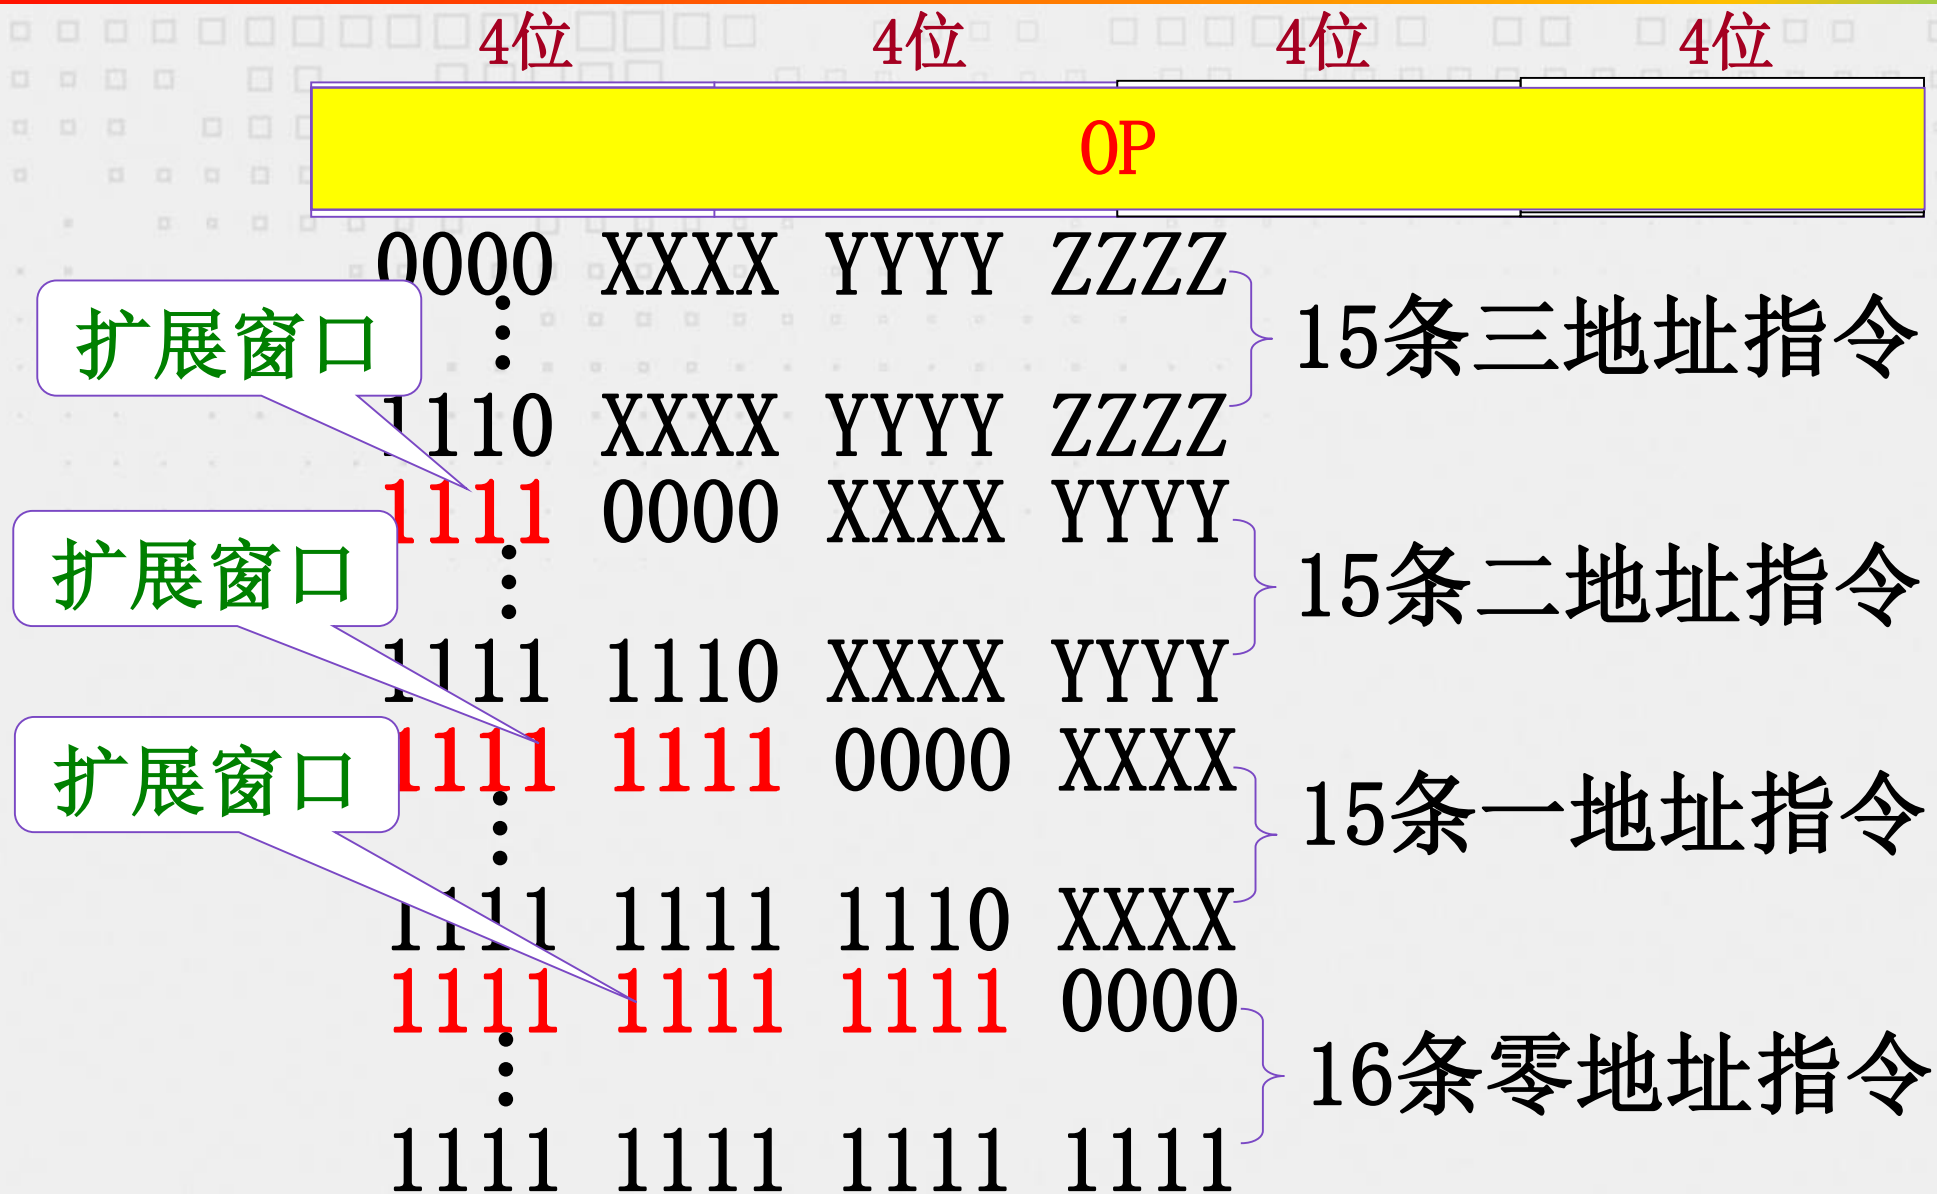 4位 4位 4位 4位
OP
0000 XXXX YYYY ZZZZ
扩展窗口
15条三地址指令
1110 XXXX YYYY ZZZZ
1111 0000 XXXX YYYY
扩展窗口
15条二地址指令
1111 1110 XXXX YYYY
1111 1111 0000 XXXX
扩展窗口
15条一地址指令
1111 1111 1110 XXXX
1111 1111 1111 0000
16条零地址指令
1111 1111 1111 1111